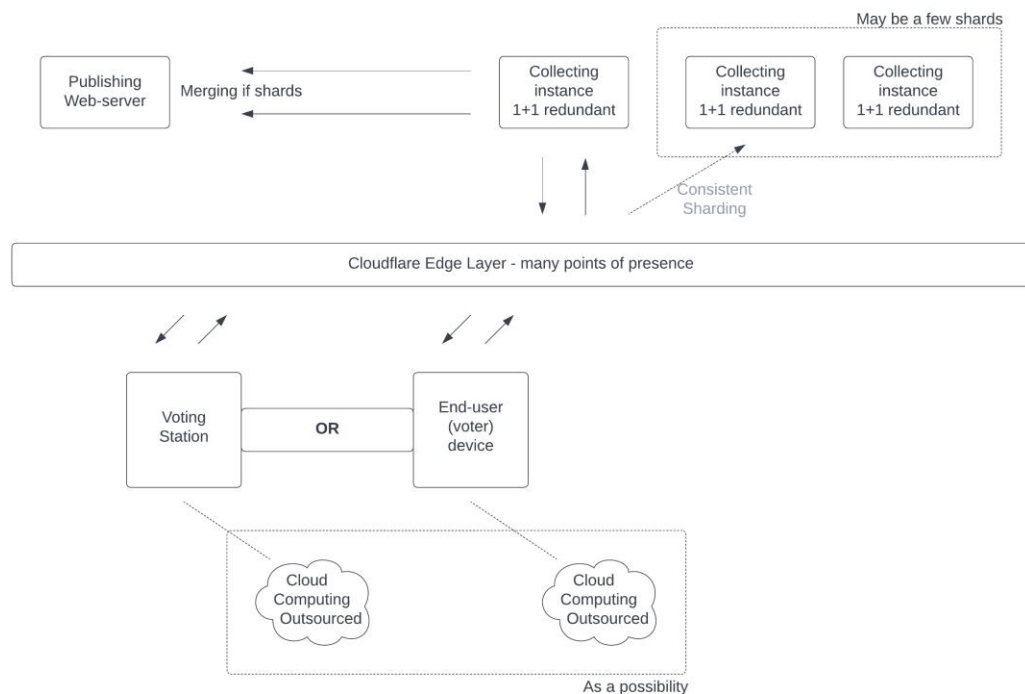 May be a few shards
Publishing
Web-server
Merging if shards
Collecting
instance
1+1 redundant
Collecting
instance
1+1 redundant
Collecting
instance
1+1 redundant
Consistent
Sharding
Cloudflare Edge Layer - many points of presence
Voting
Station
OR
End-user
(voter)
device
Cloud
Computing
Outsourced
Cloud
Computing
Outsourced
As a possibility